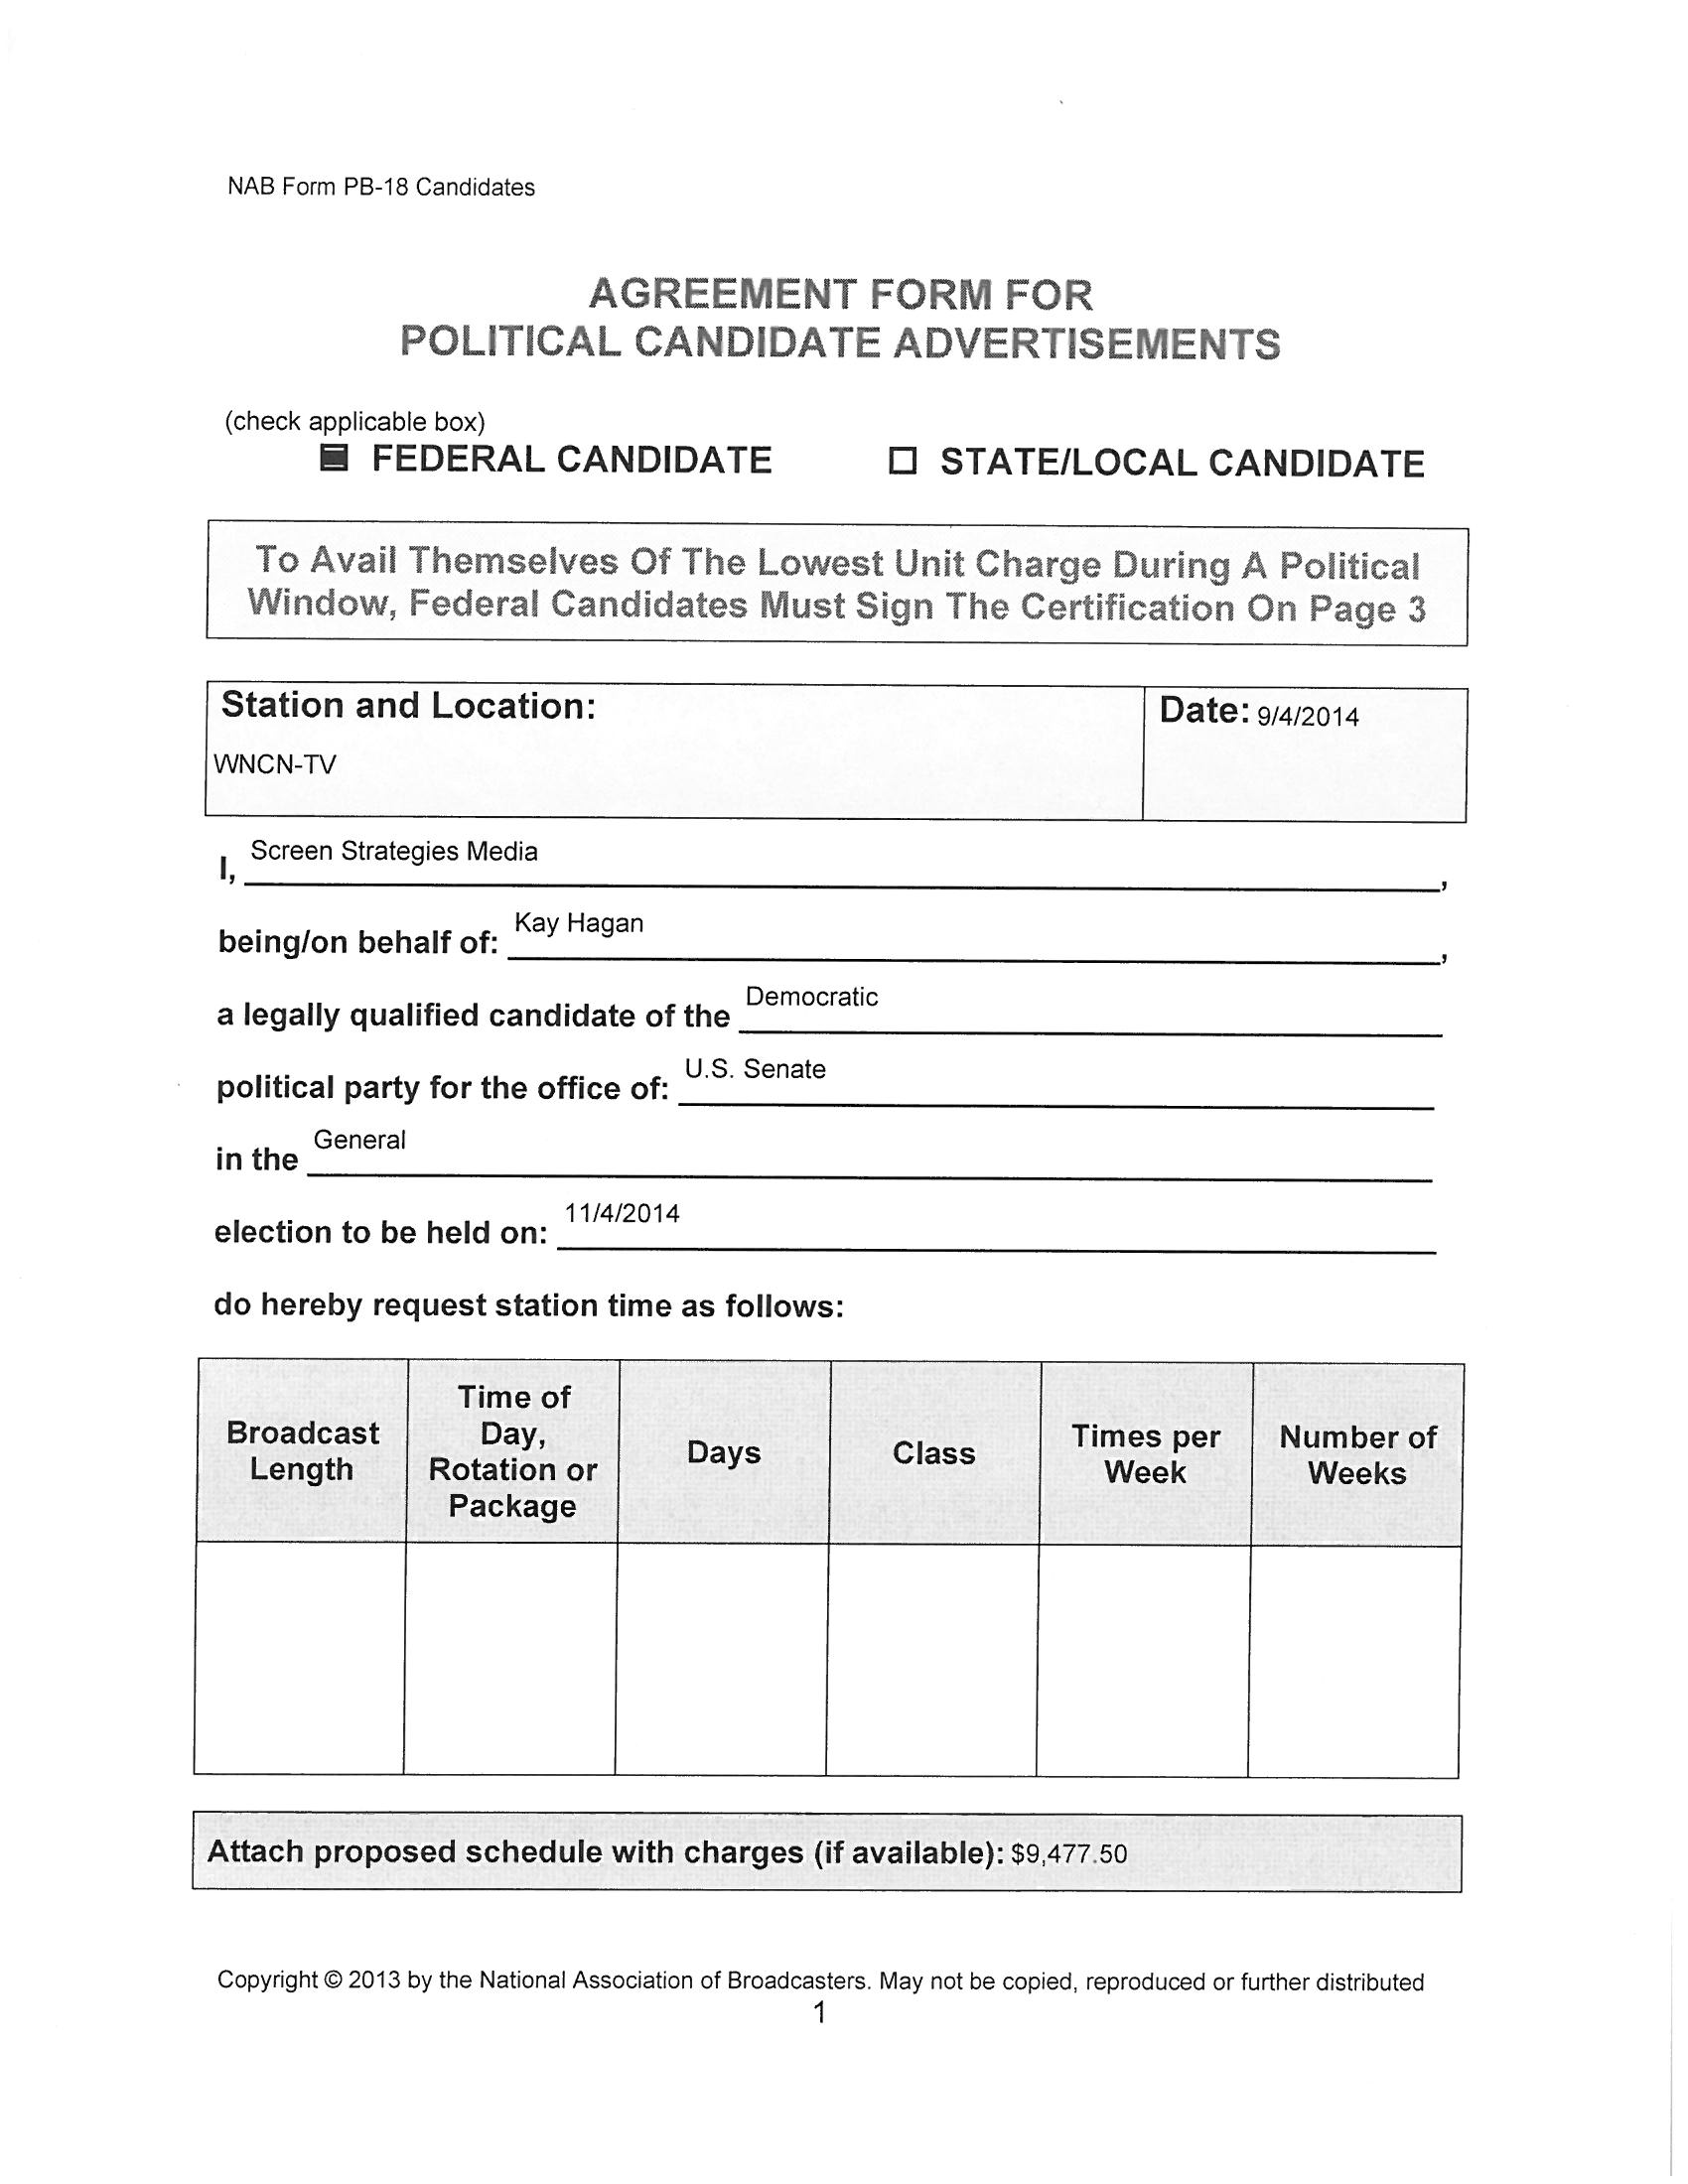 NAB Form PB-18 Candidates
AGREEMENT FORM FOR
POLITICAL CANDIDATE ADVERTISEMENTS
(check applicable box)
FEDERAL CANDIDATE
STATE/LOCAL CANDIDATE
To Avail Themselves Of The Lowest Unit Charge During A Political
Window, Federal Candidates Must Sign The Certification On Page 3
Station and Location:
Date: 9/4/2014
WNCN-TV
I, Screen Strategies Media ,
being/on behalf of: Kay Hagan ,
a legally qualified candidate of the Democratic
political party for the office of: U.S. Senate
in the General
election to be held on: 11/4/2014
do hereby request station time as follows:
Broadcast
Length
Time of
Day,
Rotation or
Package
Days
Class
Times per
Week
Number of
Weeks
Attach proposed schedule with charges (if available): $9,477.50
Copyright © 2013 by the National Association of Broadcasters. May not be copied, reproduced or further distributed
1